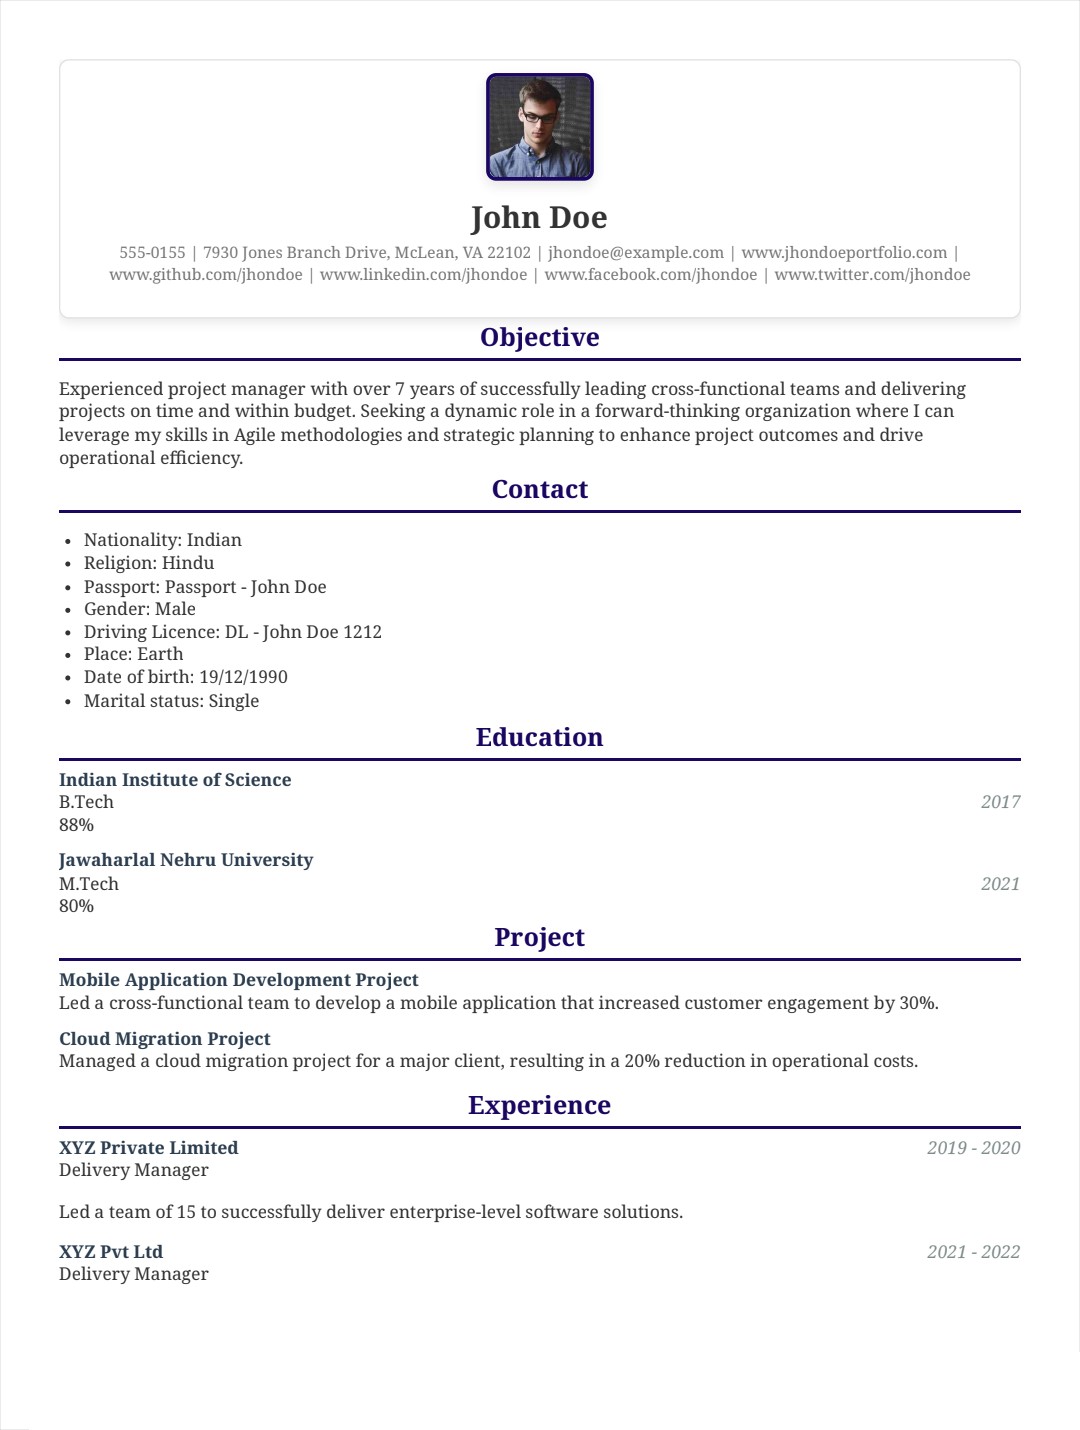 John Doe
555-0155 | 7930 Jones Branch Drive, McLean, VA 22102 | jhondoe@example.com | www.jhondoeportfolio.com |
www.github.com/jhondoe | www.linkedin.com/jhondoe | www.facebook.com/jhondoe | www.twitter.com/jhondoe
Objective
Experienced project manager with over 7 years of successfully leading cross-functional teams and delivering
projects on time and within budget. Seeking a dynamic role in a forward-thinking organization where I can
leverage my skills in Agile methodologies and strategic planning to enhance project outcomes and drive
operational efficiency.
Contact
• Nationality: Indian
• Religion: Hindu
• Passport: Passport - John Doe
• Gender: Male
• Driving Licence: DL - John Doe 1212
• Place: Earth
• Date of birth: 19/12/1990
• Marital status: Single
Education
Indian Institute of Science
B.Tech 2017
88%
Jawaharlal Nehru University
M.Tech 2021
80%
Project
Mobile Application Development Project
Led a cross-functional team to develop a mobile application that increased customer engagement by 30%.
Cloud Migration Project
Managed a cloud migration project for a major client, resulting in a 20% reduction in operational costs.
Experience
XYZ Private Limited 2019 - 2020
Delivery Manager
Led a team of 15 to successfully deliver enterprise-level software solutions.
XYZ Pvt Ltd 2021 - 2022
Delivery Manager